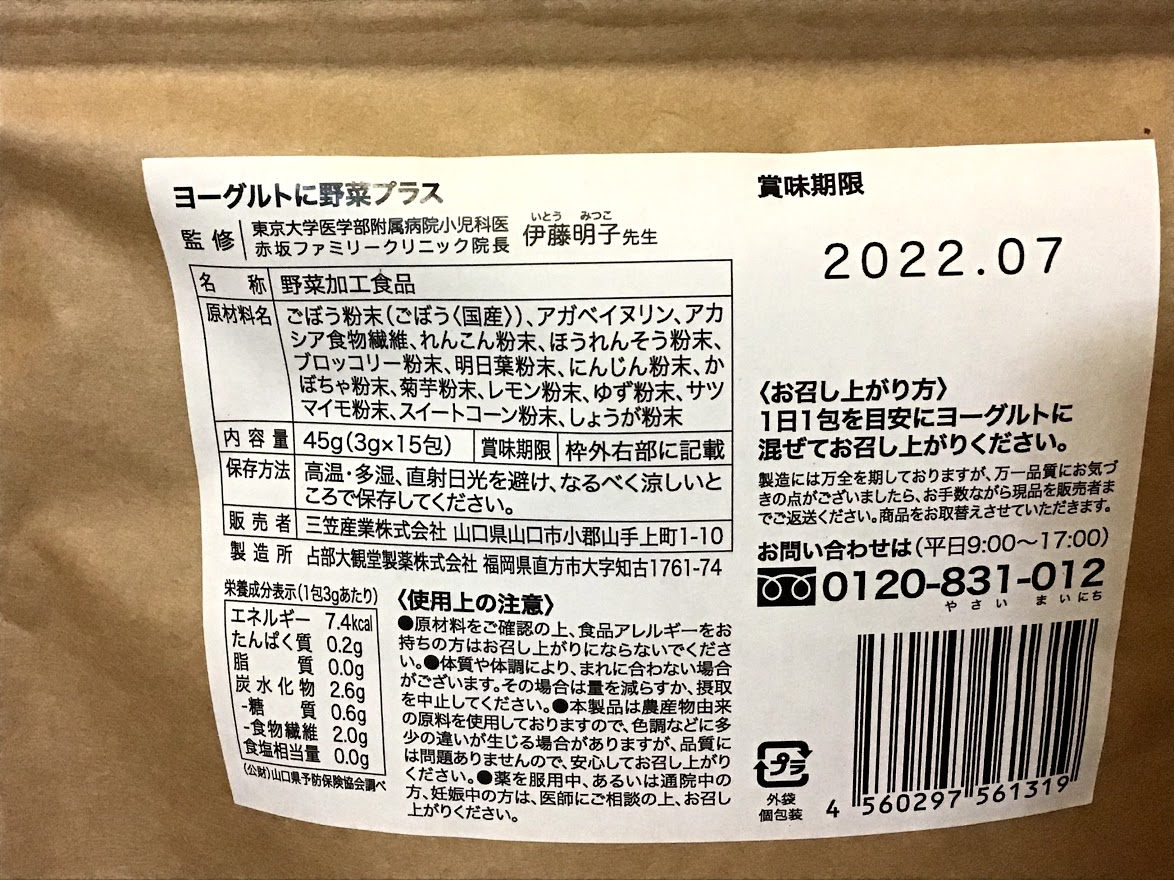 ヨーグルトに野菜プラス
監修
東京大学医学部附属病院小児科医
赤坂ファミリークリニック院長
いとう みつこ
伊藤明子先生
名称 野菜加工食品
原材料名 ごぼう粉末(ごぼう〈国産〉)、アガベイヌリン、アカ
シア食物繊維、れんこん粉末、ほうれんそう粉末、
ブロッコリー粉末、明日葉粉末、にんじん粉末、か
ぼちゃ粉末、菊芋粉末、レモン粉末、ゆず粉末、サツ
マイモ粉末、スイートコーン粉末、しょうが粉末
内容量 45g(3g×15包) 賞味期限 枠外右部に記載
保存方法 高温・多湿、直射日光を避け、なるべく涼しいと
ころで保存してください。
販売者 三笠産業株式会社 山口県山口市小郡山手上町1-10
製造所 占部大観堂製薬株式会社 福岡県直方市大字知古1761-74
栄養成分表示(1包3gあたり)
エネルギー 7.4kcal
たんぱく質 0.2g
脂質 0.0g
炭水化物 2.6g
-糖質 0.6g
-食物繊維 2.0g
食塩相当量 0.0g
(公財)山口県予防保険協会調べ
〈使用上の注意〉
●原材料をご確認の上、食品アレルギーをお
持ちの方はお召し上がりにならないでくださ
い。●体質や体調により、まれに合わない場合
がございます。その場合は量を減らすか、摂取
を中止してください。●本製品は農産物由来
の原料を使用しておりますので、色調などに多
少の違いが生じる場合がありますが、品質に
は問題ありませんので、安心してお召し上がり
ください。●薬を服用中、あるいは通院中の
方、妊娠中の方は、医師にご相談の上、お召し
上がりください。
賞味期限
2022.07
〈お召し上がり方〉
1日1包を目安にヨーグルトに
混ぜてお召し上がりください。
製造には万全を期しておりますが、万一品質にお気づ
きの点がございましたら、お手数ながら現品を販売者ま
でご返送ください。商品をお取替えさせていただきます。
お問い合わせは(平日9:00〜17:00)
0120-831-012
やさい まいにち
プラ
外袋
個包装
4 560297 561319